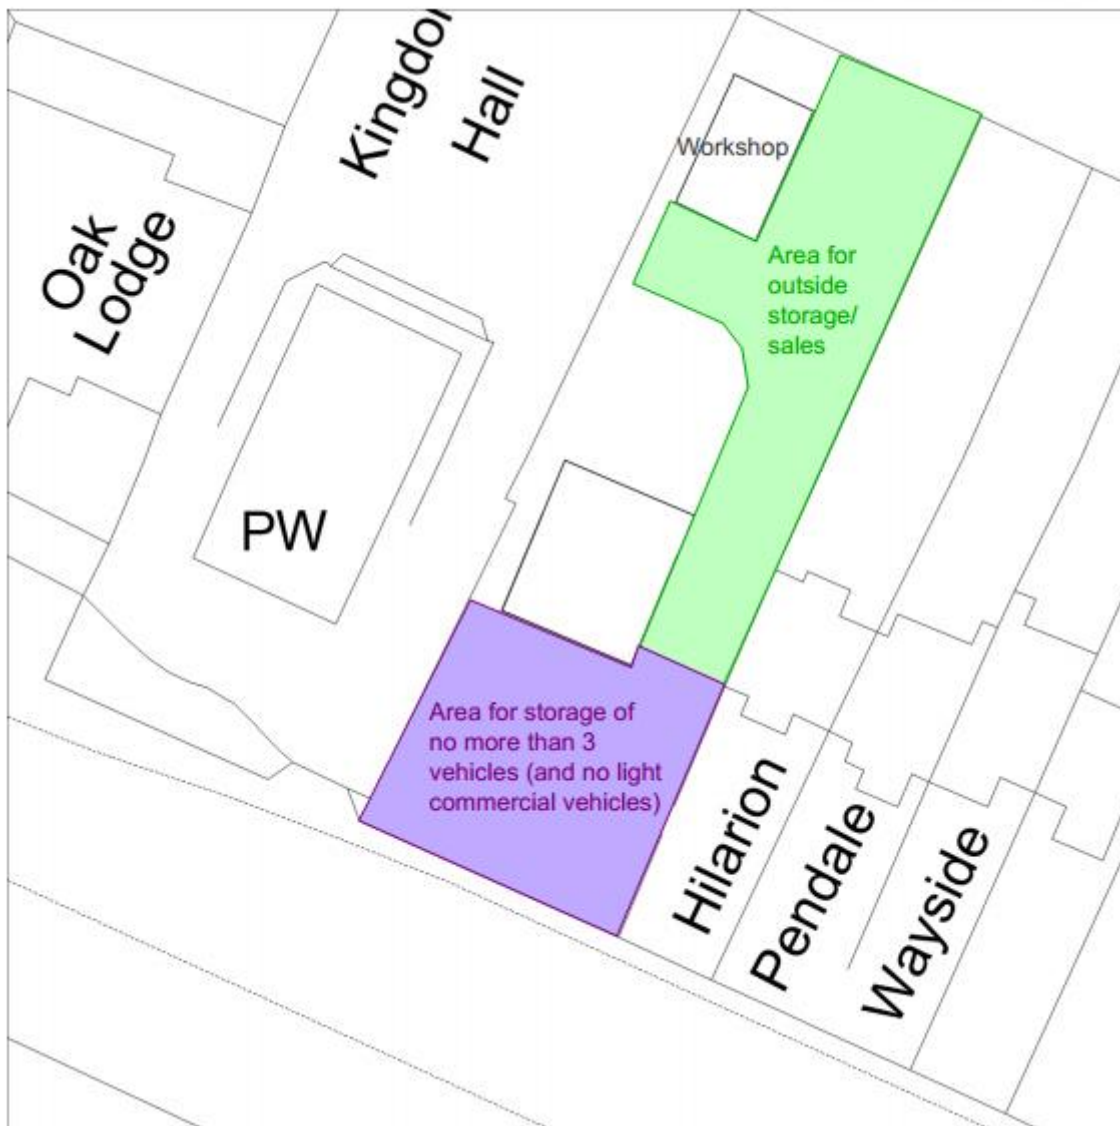 Kingdo
Hall
Workshop
Oak
Lodge
Area for
outside
storage/
sales
PW
Area for storage of
no more than 3
vehicles (and no light
commercial vehicles)
Hilarion
Pendale
Wayside